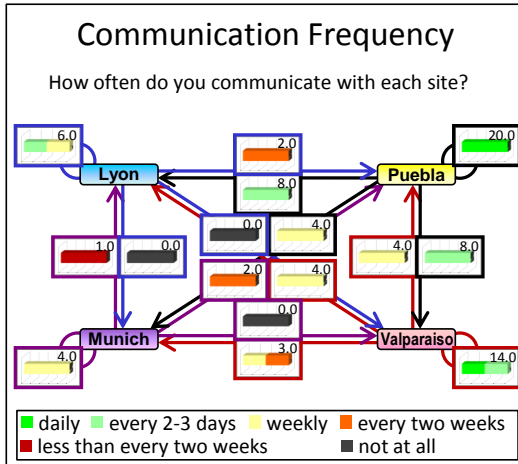 Communication Frequency
How often do you communicate with each site?
6.0
2.0
20.0
Lyon
Puebla
8.0
0.0
4.0
1.0
0.0
4.0
8.0
2.0
4.0
0.0
Munich
Valparaiso
4.0
3.0
14.0
daily
every 2-3 days
weekly
every two weeks
less than every two weeks
not at all